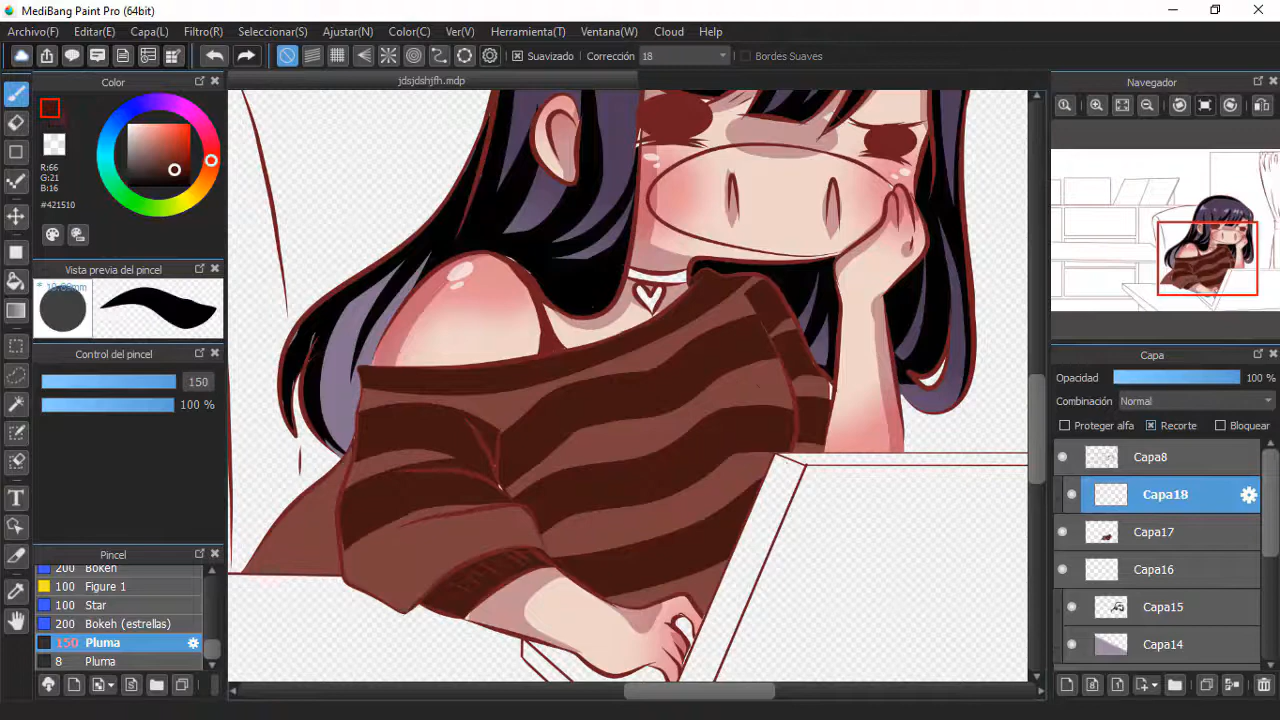 MediBang Paint Pro (64bit)
Archivo(F) Editar(E) Capa(L) Filtro(R) Seleccionar(S) Ajustar(N) Color(C) Ver(V) Herramienta(T) Ventana(W) Cloud Help
Suavizado Corrección 18 Bordes Suaves
Color
jdsjdshjfh.mdp
Navegador
R:66
G:21
B:16
#421510
Vista previa del pincel
* 10.89mm
Control del pincel
150
100 %
Capa
Opacidad 100 %
Combinación Normal
Proteger alfa Recorte Bloquear
Capa8
Capa18
Capa17
Capa16
Capa15
Capa14
Pincel
200 Bokeh
100 Figure 1
100 Star
200 Bokeh (estrellas)
150 Pluma
8 Pluma